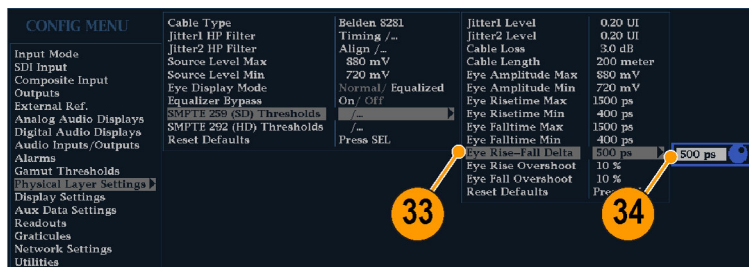 CONFIG MENU
Input Mode
SDI Input
Composite Input
Outputs
External Ref.
Analog Audio Displays
Digital Audio Displays
Audio Inputs/Outputs
Alarms
Gamut Thresholds
Physical Layer Settings
Display Settings
Aux Data Settings
Readouts
Graticules
Network Settings
Utilities
Cable Type Belden 8281
Jitter1 HP Filter Timing /...
Jitter2 HP Filter Align /...
Source Level Max 880 mV
Source Level Min 720 mV
Eye Display Mode Normal/ Equalized
Equalizer Bypass On/ Off
SMPTE 259 (SD) Thresholds /...
SMPTE 292 (HD) Thresholds /...
Reset Defaults Press SEL
Jitter1 Level 0.20 UI
Jitter2 Level 0.20 UI
Cable Loss 3.0 dB
Cable Length 200 meter
Eye Amplitude Max 880 mV
Eye Amplitude Min 720 mV
Eye Risetime Max 1500 ps
Eye Risetime Min 400 ps
Eye Falltime Max 1500 ps
Eye Falltime Min 400 ps
Eye Rise-Fall Delta 500 ps
Eye Rise Overshoot 10 %
Eye Fall Overshoot 10 %
Reset Defaults
500 ps
33
34